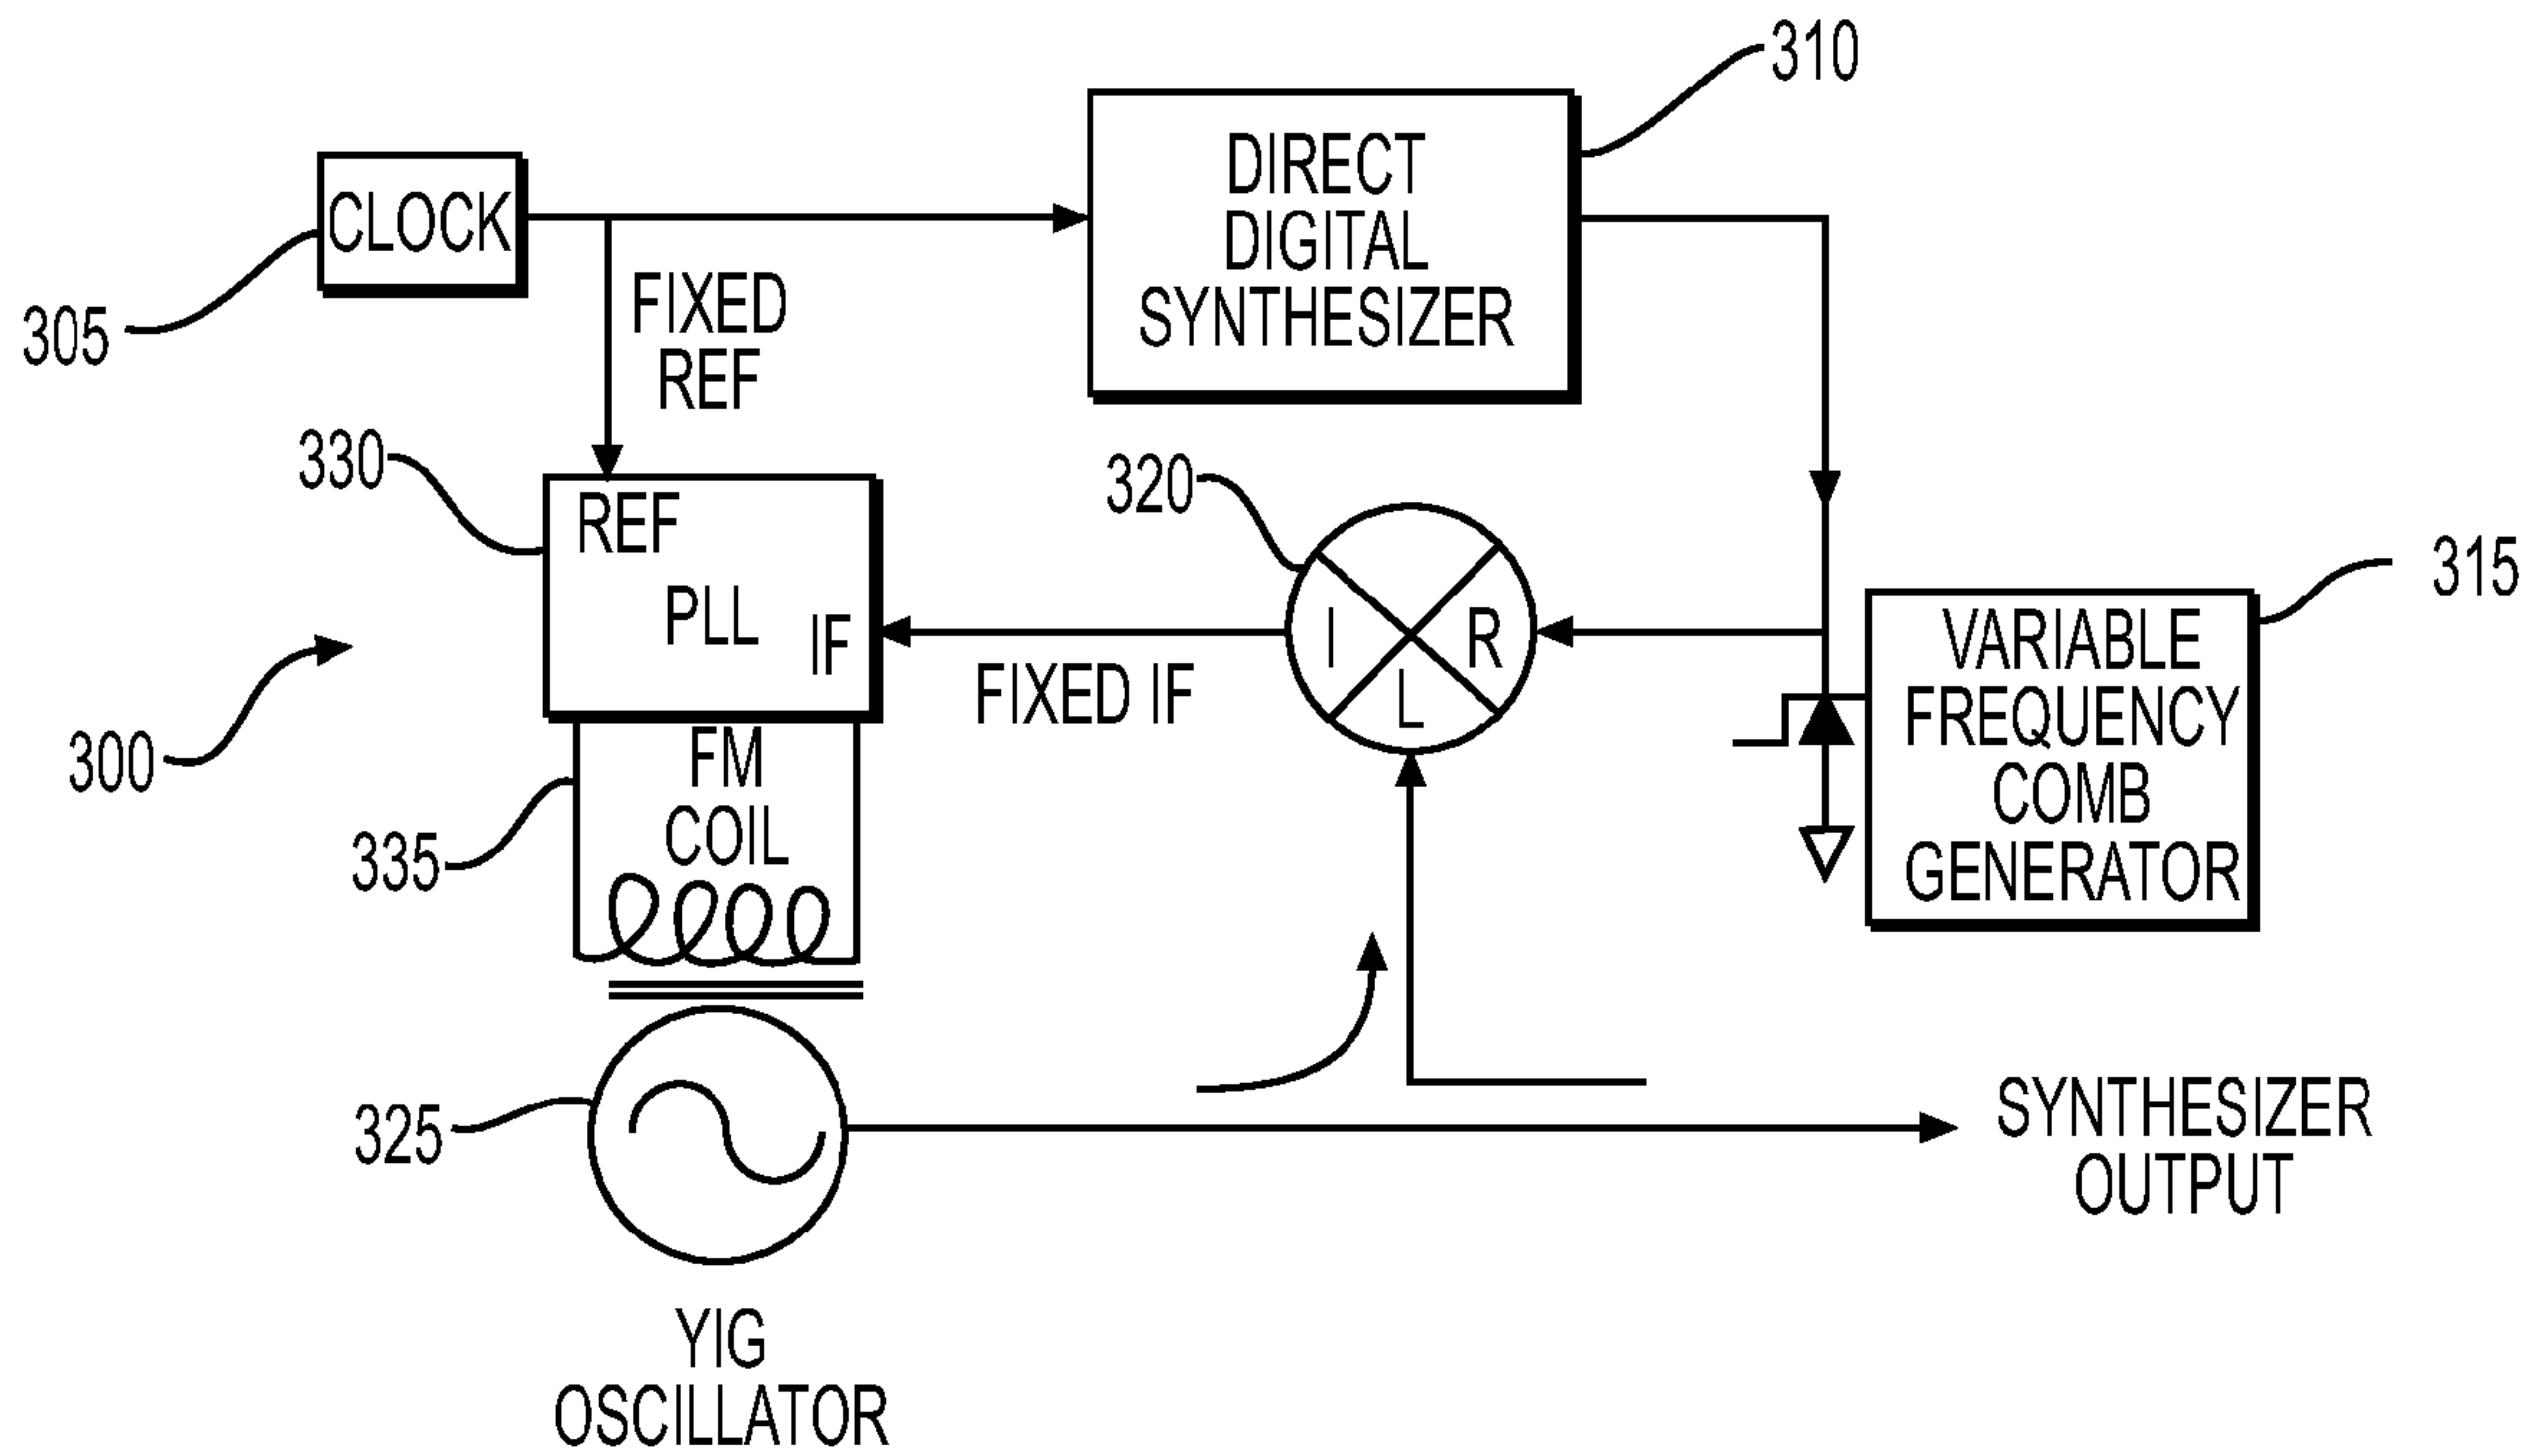 310
DIRECT
DIGITAL
SYNTHESIZER
CLOCK
305
FIXED
REF
330
REF
PLL
IF
320
I
R
L
FIXED IF
315
VARIABLE
FREQUENCY
COMB
GENERATOR
300
FM
COIL
335
325
SYNTHESIZER
OUTPUT
YIG
OSCILLATOR